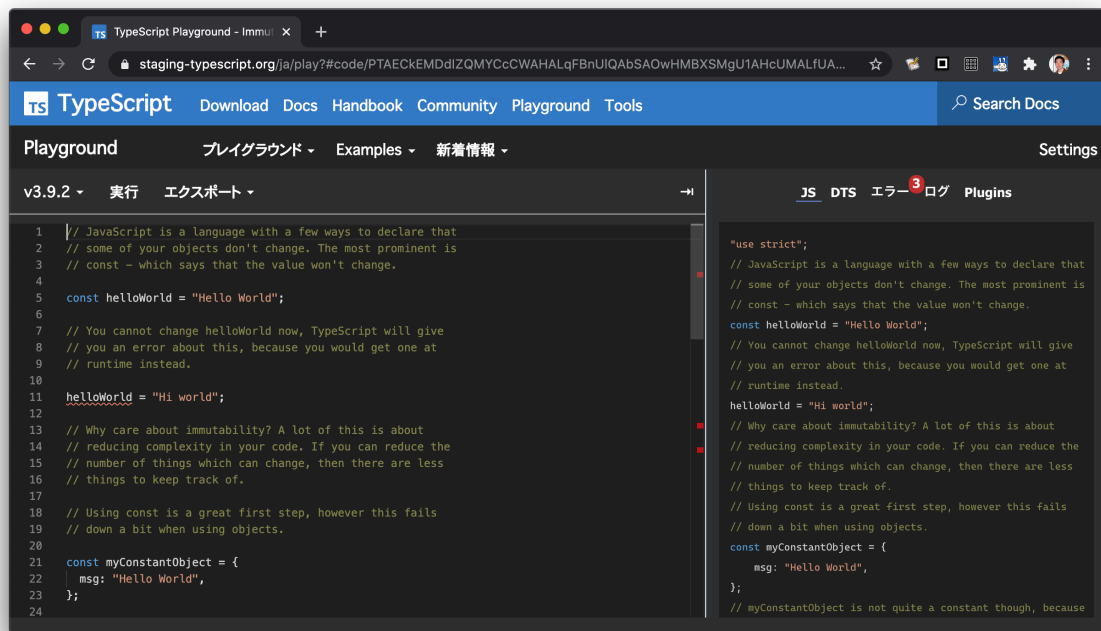 TS TypeScript Playground - Immut
staging-typescript.org/ja/play?#code/PTAECkEMDdIZQMYCcCWAHALqFBnUIQAbSAOwHMBXSMgU1AHcUMALfUA...
TS TypeScript Download Docs Handbook Community Playground Tools Search Docs
Playground プレイグラウンド Examples 新着情報 Settings
v3.9.2 実行 エクスポート
JS DTS エラー 3 ログ Plugins
1 // JavaScript is a language with a few ways to declare that
2 // some of your objects don't change. The most prominent is
3 // const – which says that the value won't change.
4
5 const helloWorld = "Hello World";
6
7 // You cannot change helloWorld now, TypeScript will give
8 // you an error about this, because you would get one at
9 // runtime instead.
10
11 helloWorld = "Hi world";
12
13 // Why care about immutability? A lot of this is about
14 // reducing complexity in your code. If you can reduce the
15 // number of things which can change, then there are less
16 // things to keep track of.
17
18 // Using const is a great first step, however this fails
19 // down a bit when using objects.
20
21 const myConstantObject = {
22 msg: "Hello World",
23 };
24
"use strict";
// JavaScript is a language with a few ways to declare that
// some of your objects don't change. The most prominent is
// const – which says that the value won't change.
const helloWorld = "Hello World";
// You cannot change helloWorld now, TypeScript will give
// you an error about this, because you would get one at
// runtime instead.
helloWorld = "Hi world";
// Why care about immutability? A lot of this is about
// reducing complexity in your code. If you can reduce the
// number of things which can change, then there are less
// things to keep track of.
// Using const is a great first step, however this fails
// down a bit when using objects.
const myConstantObject = {
msg: "Hello World",
};
// myConstantObject is not quite a constant though, because